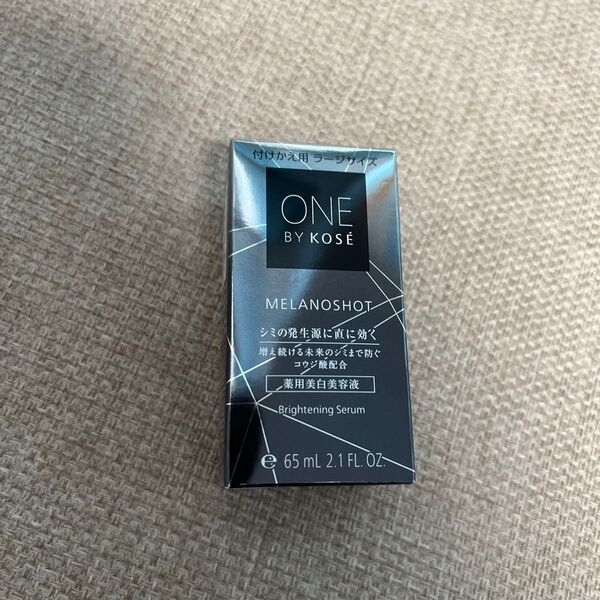 付けかえ用 ラージサイズ
ONE
BY KOSÉ
MELANOSHOT
シミの発生源に直に効く
増え続ける未来のシミまで防ぐ
コウジ酸配合
薬用美白美容液
Brightening Serum
℮ 65 mL 2.1 FL. OZ.